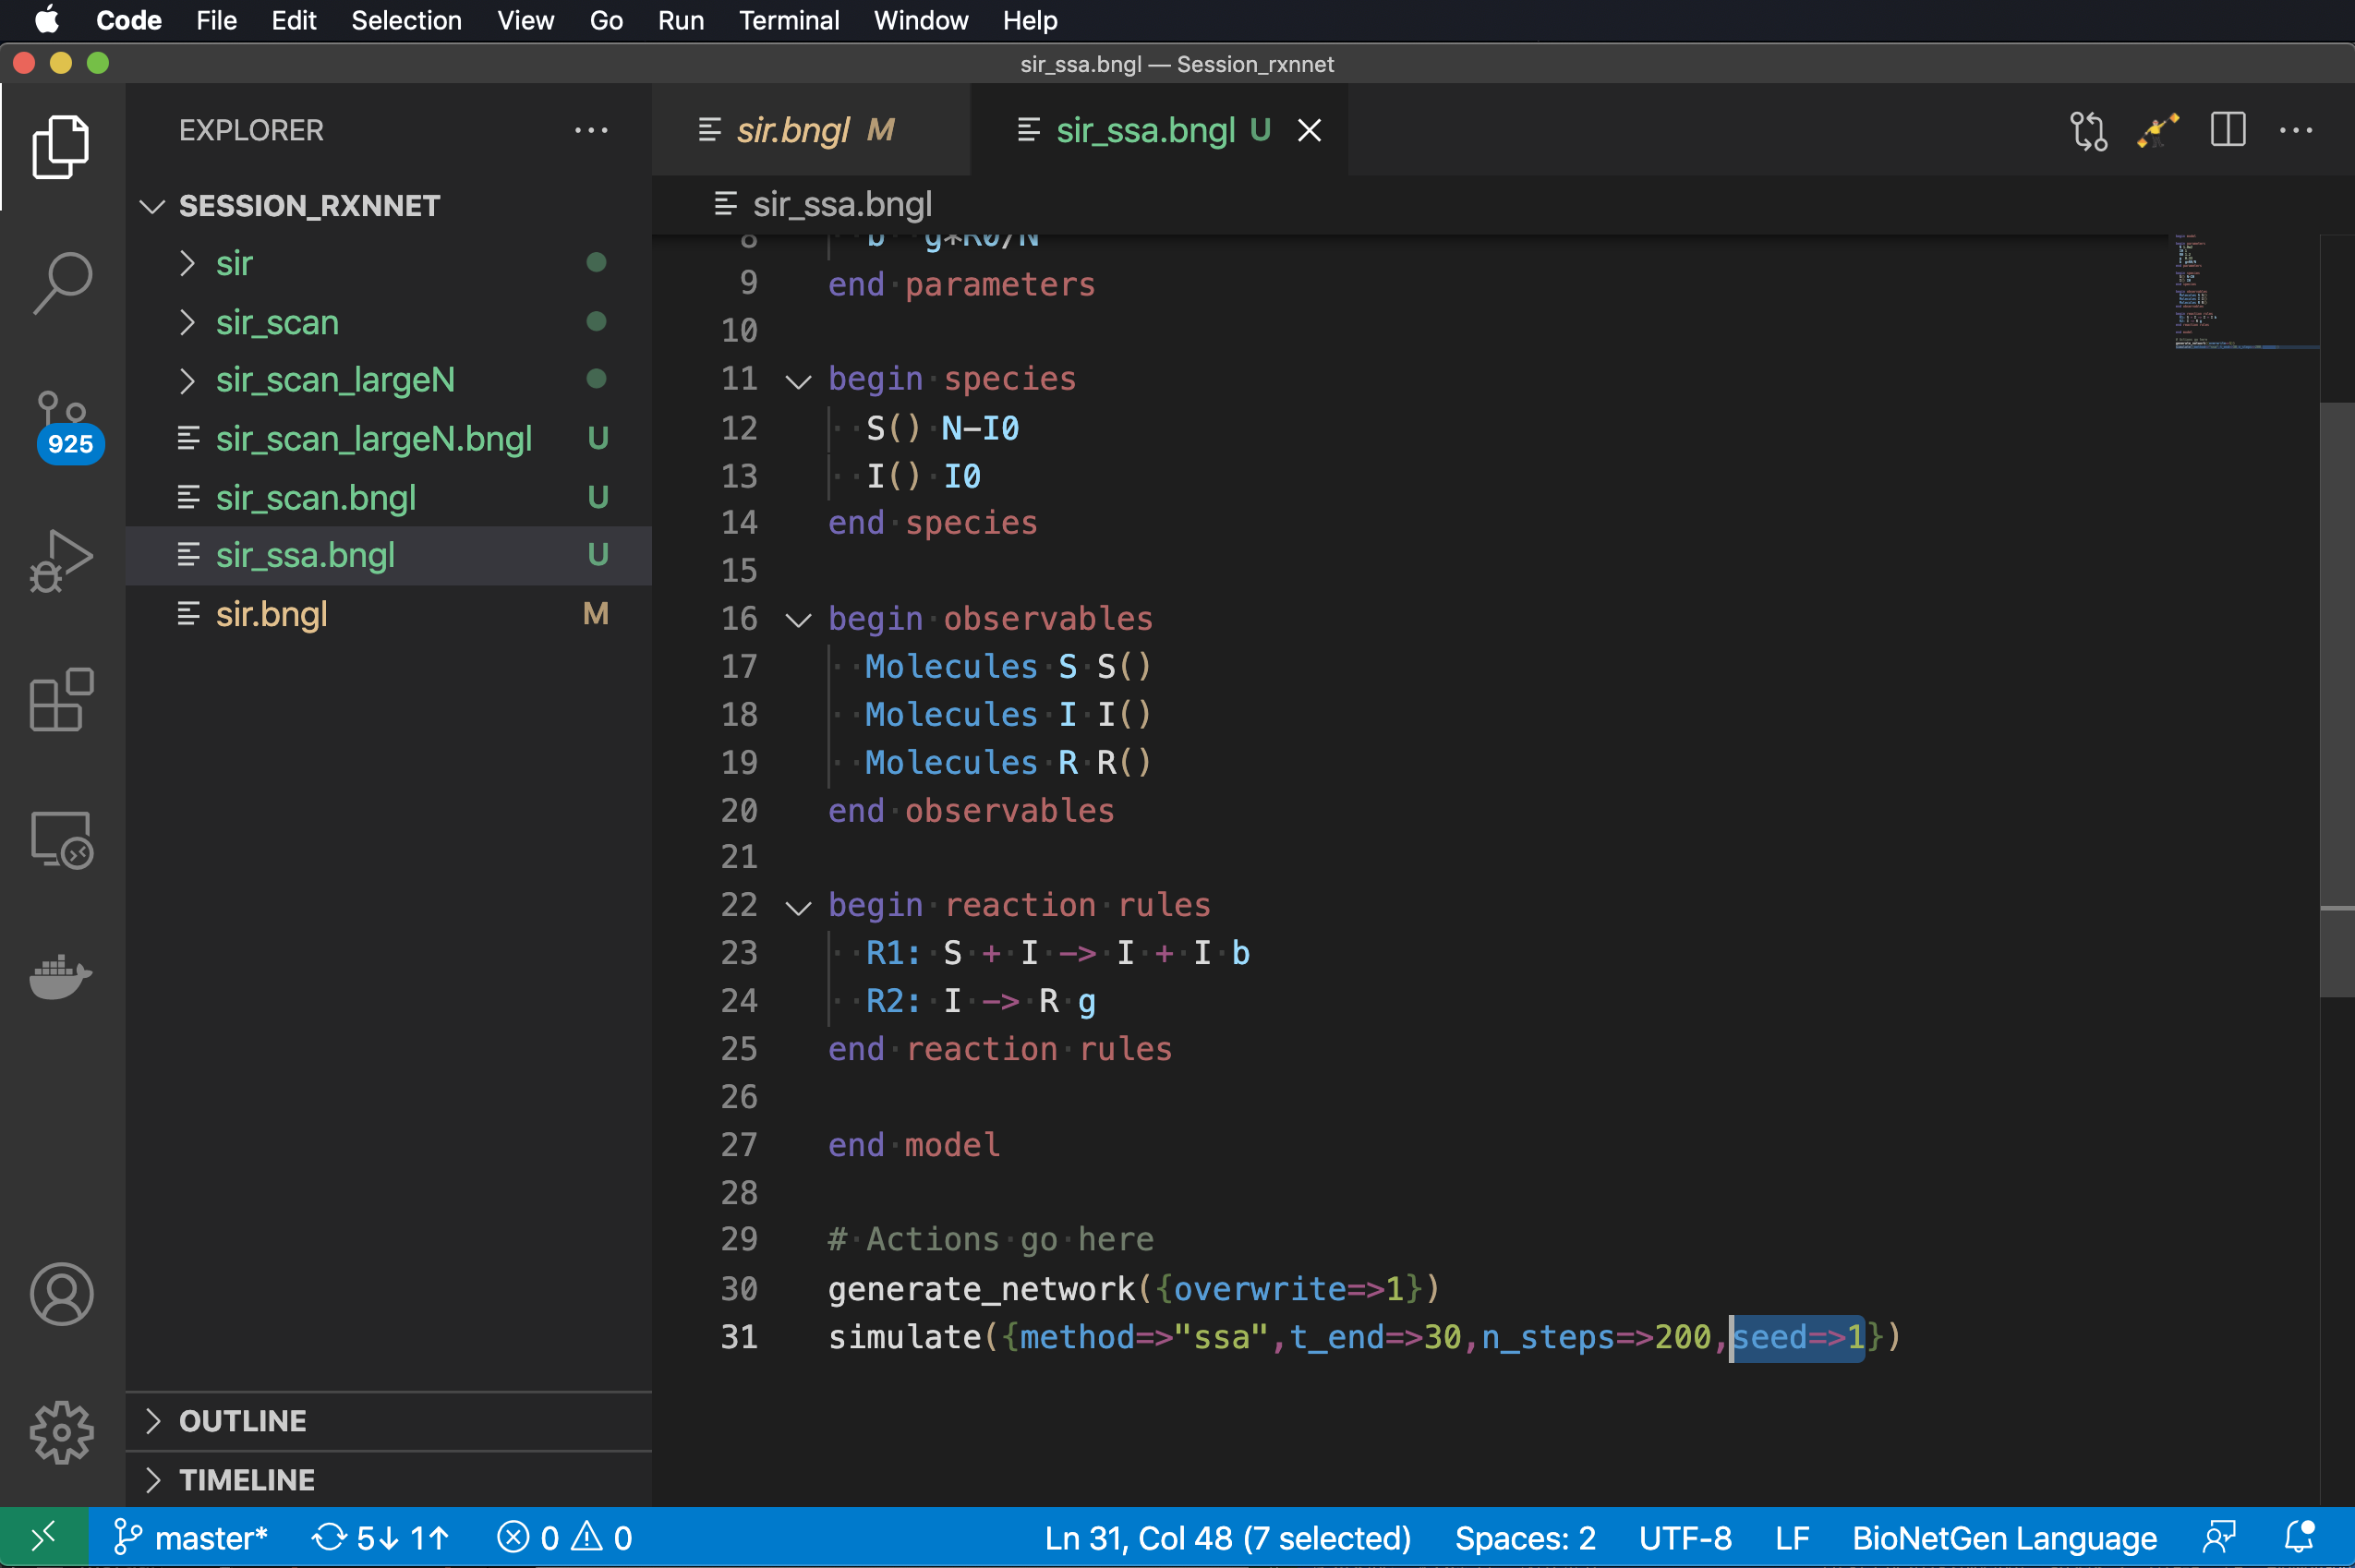 Code File Edit Selection View Go Run Terminal Window Help
sir_ssa.bngl — Session_rxnnet
EXPLORER
SESSION_RXNNET
sir
sir_scan
sir_scan_largeN
sir_scan_largeN.bngl U
sir_scan.bngl U
sir_ssa.bngl U
sir.bngl M
925
OUTLINE
TIMELINE
sir.bngl M sir_ssa.bngl U
sir_ssa.bngl
8 b g*R0/N
9 end parameters
10
11 begin species
12 S() N-I0
13 I() I0
14 end species
15
16 begin observables
17 Molecules S S()
18 Molecules I I()
19 Molecules R R()
20 end observables
21
22 begin reaction rules
23 R1: S + I -> I + I b
24 R2: I -> R g
25 end reaction rules
26
27 end model
28
29 # Actions go here
30 generate_network({overwrite=>1})
31 simulate({method=>"ssa",t_end=>30,n_steps=>200,seed=>1})
master* 5↓ 1↑ 0 0 Ln 31, Col 48 (7 selected) Spaces: 2 UTF-8 LF BioNetGen Language